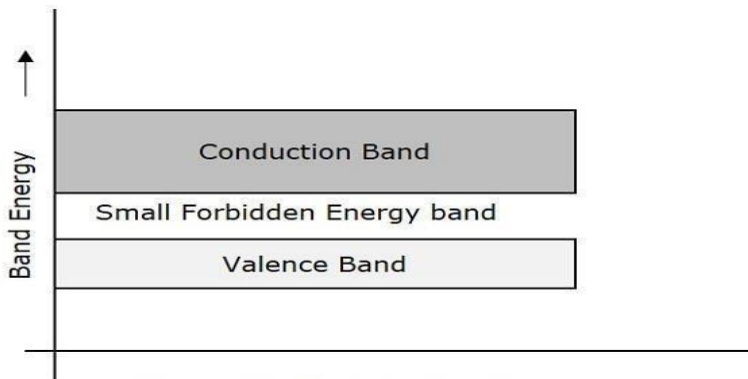 Conduction Band
Small Forbidden Energy band
Valence Band
Band Energy